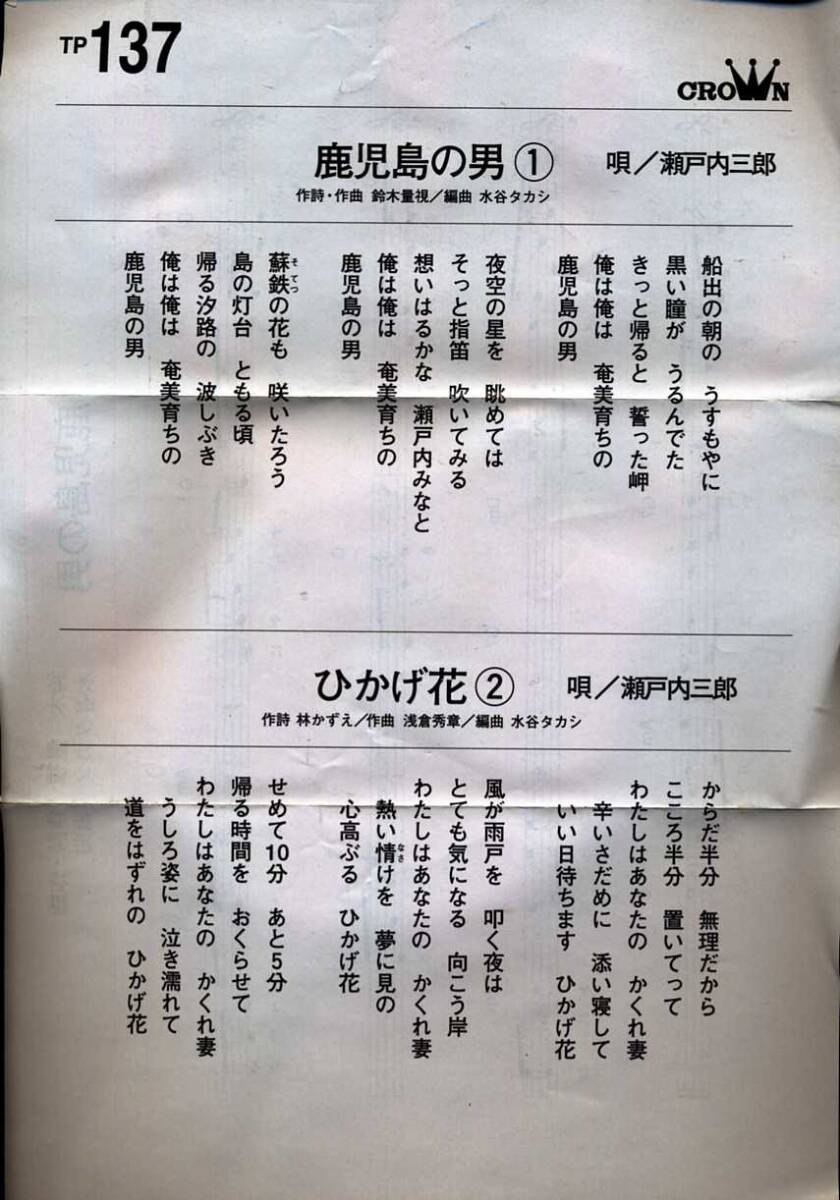 TP137
CROWN
鹿児島の男①
唄／瀬戸内三郎
作詩・作曲 鈴木量視／編曲 水谷タカシ
船出の朝の　うすもやに
黒い瞳が　うるんでた
きっと帰ると　誓った岬
俺は俺は　奄美育ちの
鹿児島の男
夜空の星を　眺めては
そっと指笛　吹いてみる
想いはるかな　瀬戸内みなと
俺は俺は　奄美育ちの
鹿児島の男
蘇鉄の花も　咲いたろう
そてつ
島の灯台　ともる頃
帰る汐路の　波しぶき
俺は俺は　奄美育ちの
鹿児島の男
ひかげ花②
唄／瀬戸内三郎
作詩 林かずえ／作曲 浅倉秀章／編曲 水谷タカシ
からだ半分　無理だから
こころ半分　置いてって
わたしはあなたの　かくれ妻
辛いさだめに　添い寝して
いい日待ちます　ひかげ花
風が雨戸を　叩く夜は
とても気になる　向こう岸
わたしはあなたの　かくれ妻
熱い情けを　夢に見の
なさ
心高ぶる　ひかげ花
せめて10分　あと5分
帰る時間を　おくらせて
わたしはあなたの　かくれ妻
うしろ姿に　泣き濡れて
道をはずれの　ひかげ花